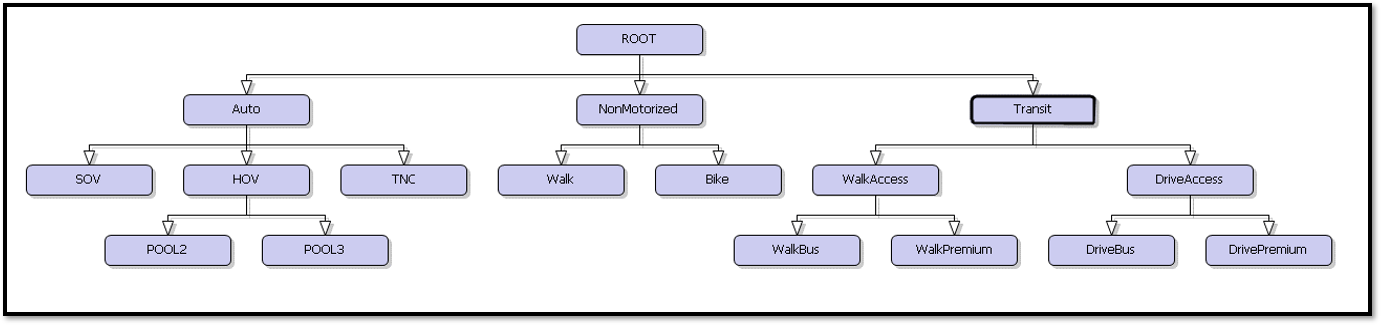 ROOT
Auto
NonMotorized
Transit
SOV
HOV
TNC
Walk
Bike
WalkAccess
DriveAccess
POOL2
POOL3
WalkBus
WalkPremium
DriveBus
DrivePremium